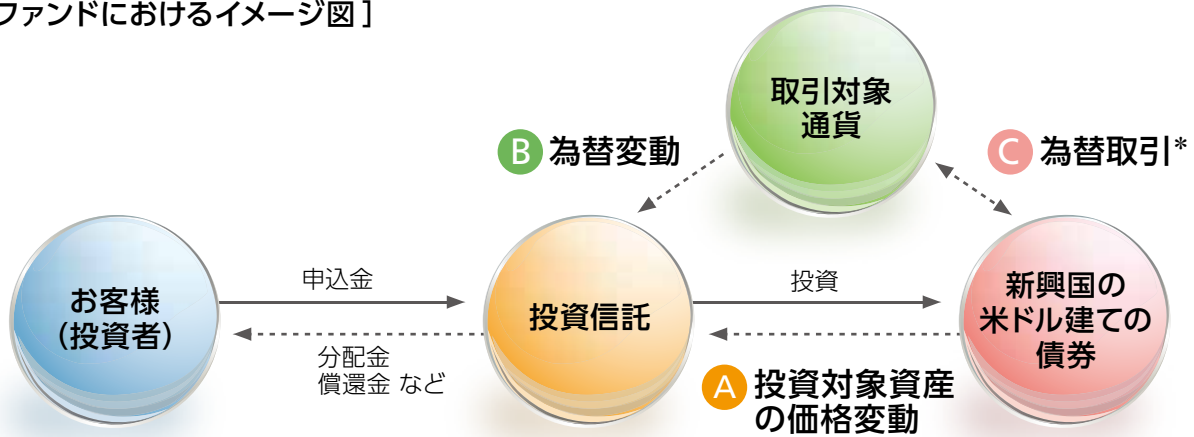 ファンドにおけるイメージ図]
取引対象
通貨
B 為替変動
C 為替取引*
お客様
(投資者)
申込金
分配金
償還金 など
投資信託
投資
新興国の
米ドル建ての
債券
A 投資対象資産
の価格変動